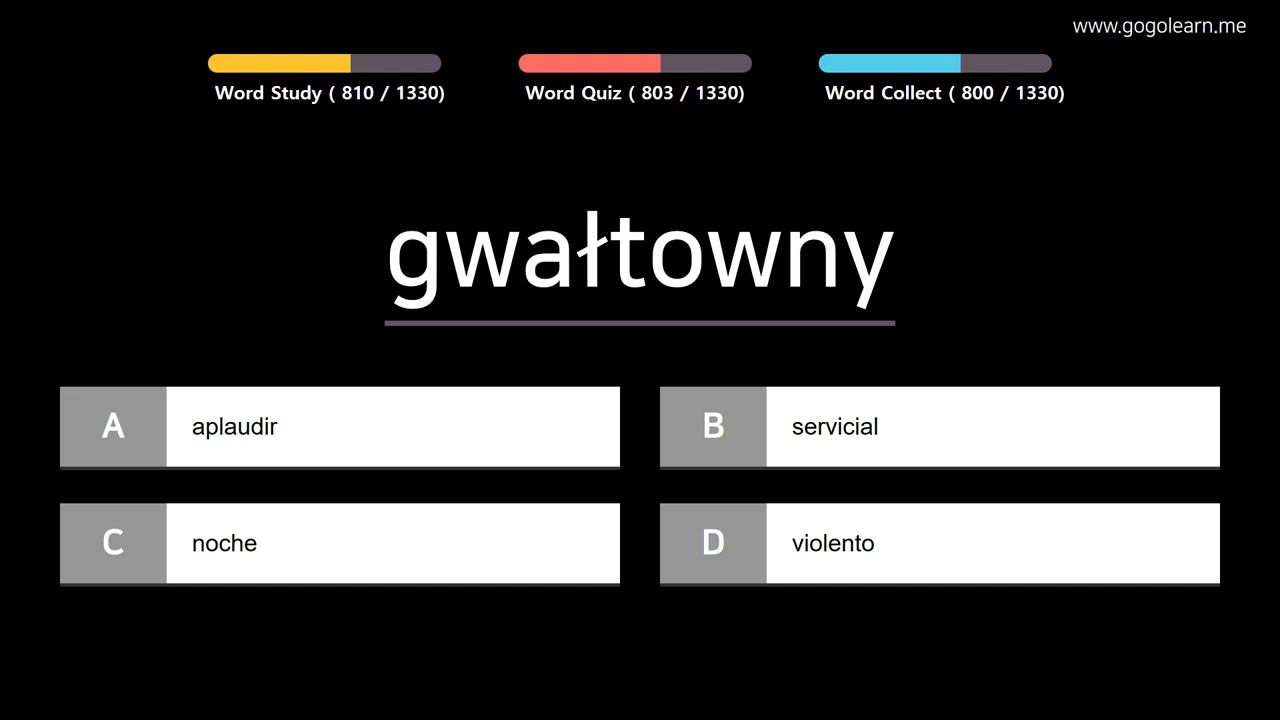 www.gogolearn.me
Word Study ( 810 / 1330)
Word Quiz ( 803 / 1330)
Word Collect ( 800 / 1330)
gwałtowny
A aplaudir
B servicial
C noche
D violento